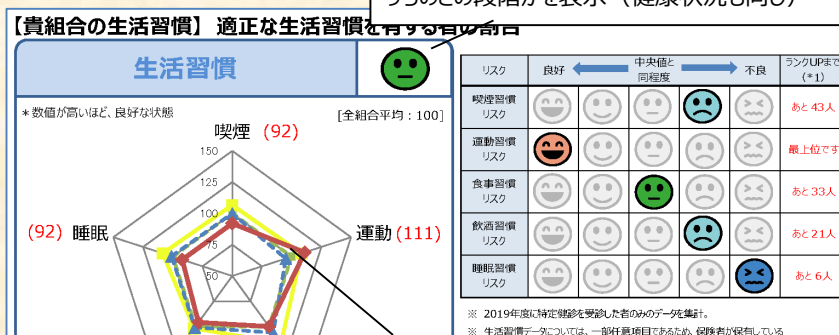 うちのどの段階かを表示（健康状況も同じ）
【貴組合の生活習慣】 適正な生活習慣を有する者の割合
生活習慣
*数値が高いほど、良好な状態
[全組合平均：100]
喫煙 (92)
150
125
100
75
50
(92) 睡眠
運動 (111)
リスク 良好 中央値と同程度 不良 ランクUPまで(*1)
喫煙習慣リスク あと43人
運動習慣リスク 最上位です
食事習慣リスク あと33人
飲酒習慣リスク あと21人
睡眠習慣リスク あと6人
※ 2019年度に特定健診を受診した者のみのデータを集計。
※ 生活習慣データについては、一部任意項目であるため、保険者が保有している